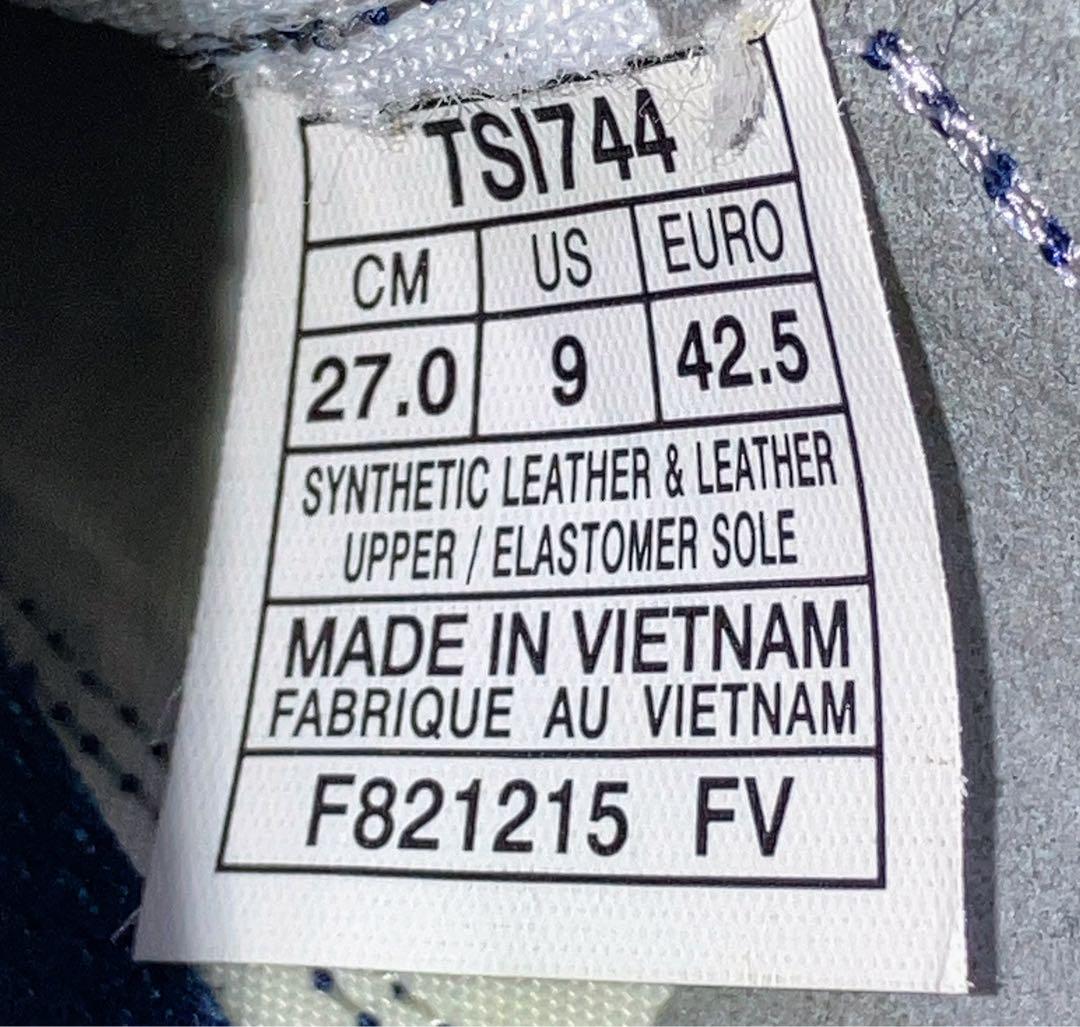 TSI744
CM US EURO
27.0 9 42.5
SYNTHETIC LEATHER & LEATHER
UPPER / ELASTOMER SOLE
MADE IN VIETNAM
FABRIQUE AU VIETNAM
F821215 FV